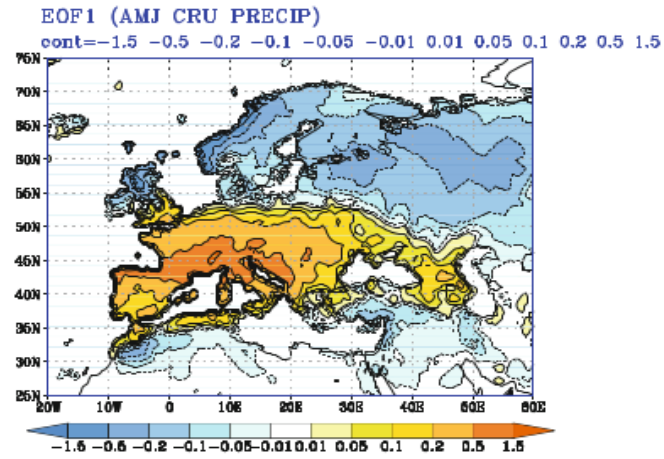 EOF1 (AMJ CRU PRECIP)
cont=-1.5 -0.5 -0.2 -0.1 -0.05 -0.01 0.01 0.05 0.1 0.2 0.5 1.5
75N
70N
65N
60N
55N
50N
45N
40N
35N
30N
25N
20W 10W 0 10E 20E 30E 40E 50E 60E
-1.5 -0.5 -0.2 -0.1 -0.05 -0.01 0.01 0.05 0.1 0.2 0.5 1.5